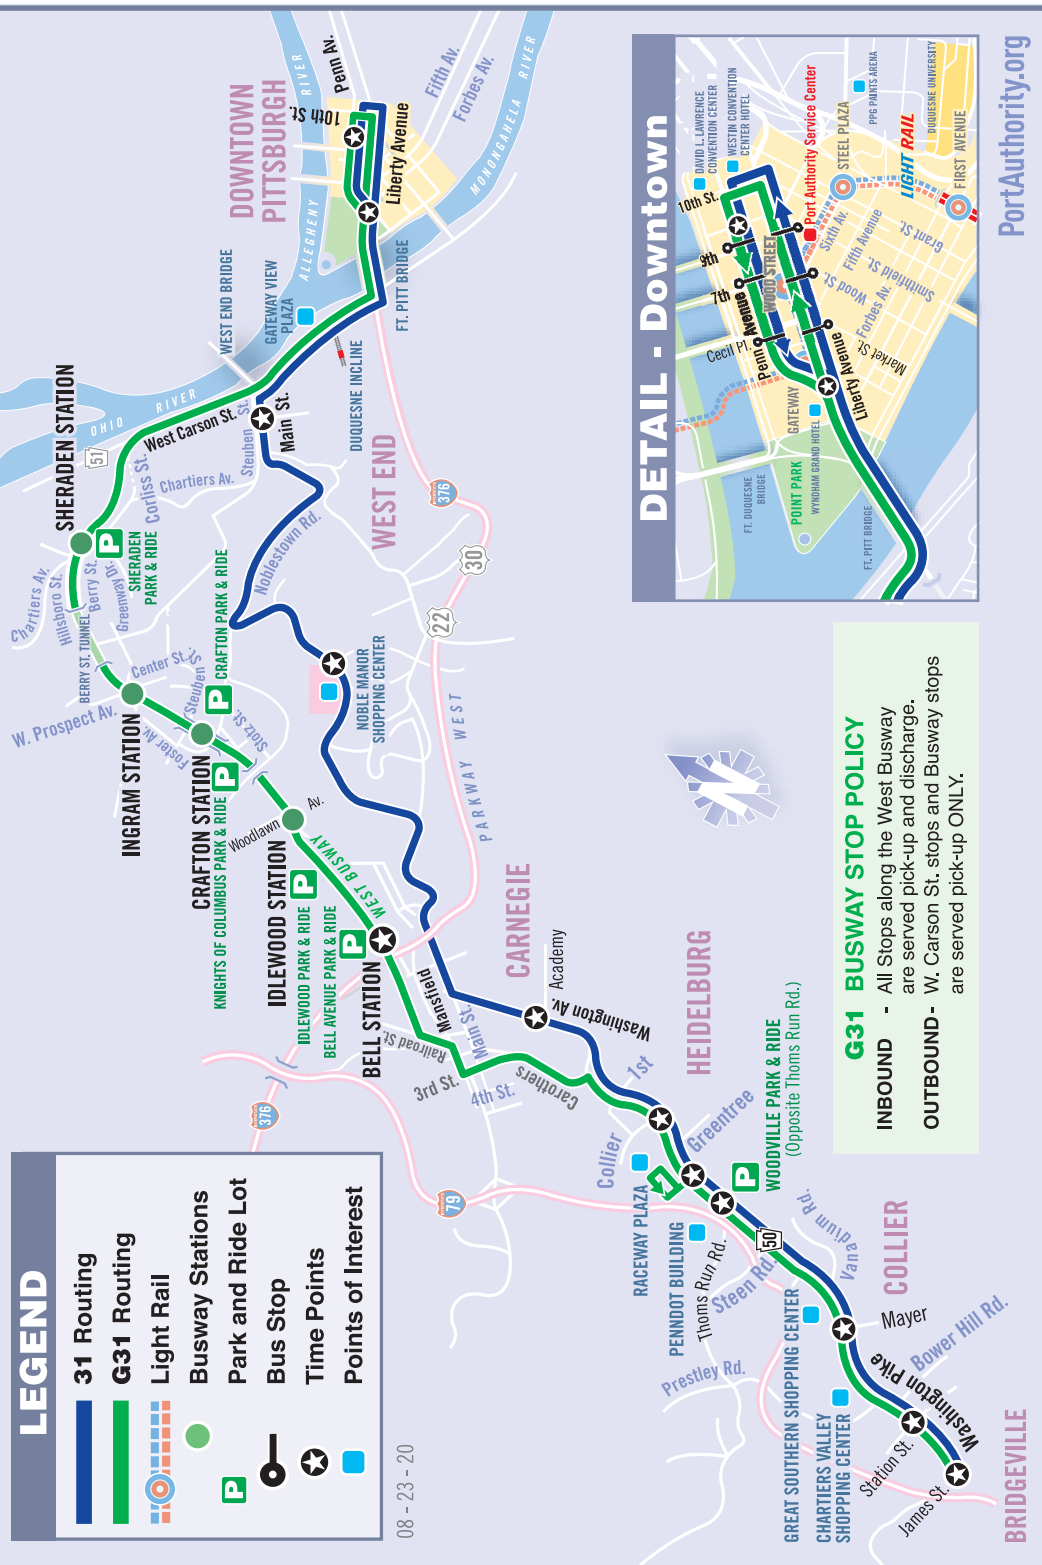 LEGEND
31 Routing
G31 Routing
Light Rail
Busway Stations
Park and Ride Lot
Bus Stop
Time Points
Points of Interest
P
08 - 23 - 20
SHERADEN STATION
51
OHIO
RIVER
WEST END BRIDGE
GATEWAY VIEW
PLAZA
DOWNTOWN
PITTSBURGH
ALLEGHENY
RIVER
10th St.
Penn Av.
Liberty Avenue
Fifth Av.
Forbes Av.
MONONGAHELA
RIVER
FT. PITT BRIDGE
DUQUESNE INCLINE
West Carson St.
Steuben St.
Main St.
Corliss St.
Chartiers Av.
WEST END
376
30
22
Noblestown Rd.
P
SHERADEN
PARK & RIDE
Chartiers Av.
Hillsboro St.
Berry St.
Greenway Dr.
BERRY ST. TUNNEL
W. Prospect Av.
INGRAM STATION
Center St.
Steuben St.
Foster Av.
Stotz St.
P
CRAFTON PARK & RIDE
CRAFTON STATION
P
KNIGHTS OF COLUMBUS PARK & RIDE
Woodlawn
Av.
IDLEWOOD STATION
P
IDLEWOOD PARK & RIDE
WEST BUSWAY
P
BELL AVENUE PARK & RIDE
BELL STATION
NOBLE MANOR
SHOPPING CENTER
PARKWAY WEST
CARNEGIE
Mansfield
Main St.
Railroad St.
3rd St.
4th St.
Carothers
Academy
Washington Av.
376
79
HEIDELBURG
1st
Collier
Greentree
RACEWAY PLAZA
PENNDOT BUILDING
P
WOODVILLE PARK & RIDE
(Opposite Thoms Run Rd.)
Thoms Run Rd.
Steen Rd.
50
Vanadium Rd.
COLLIER
Prestley Rd.
GREAT SOUTHERN SHOPPING CENTER
CHARTIERS VALLEY
SHOPPING CENTER
Mayer
Bower Hill Rd.
Washington Pike
Station St.
James St.
BRIDGEVILLE
N
G31 BUSWAY STOP POLICY
INBOUND - All Stops along the West Busway
are served pick-up and discharge.
OUTBOUND - W. Carson St. stops and Busway stops
are served pick-up ONLY.
DETAIL - Downtown
DAVID L. LAWRENCE
CONVENTION CENTER
WESTIN CONVENTION
CENTER HOTEL
10th St.
9th
7th
Cecil Pl.
Penn Avenue
WOOD STREET
Port Authority Service Center
STEEL PLAZA
PPG PAINTS ARENA
DUQUESNE UNIVERSITY
LIGHT RAIL
FIRST AVENUE
Sixth Av.
Fifth Avenue
Grant St.
Smithfield St.
Wood St.
Forbes Av.
Market St.
Liberty Avenue
GATEWAY
WYNDHAM GRAND HOTEL
POINT PARK
FT. DUQUESNE
BRIDGE
FT. PITT BRIDGE
PortAuthority.org